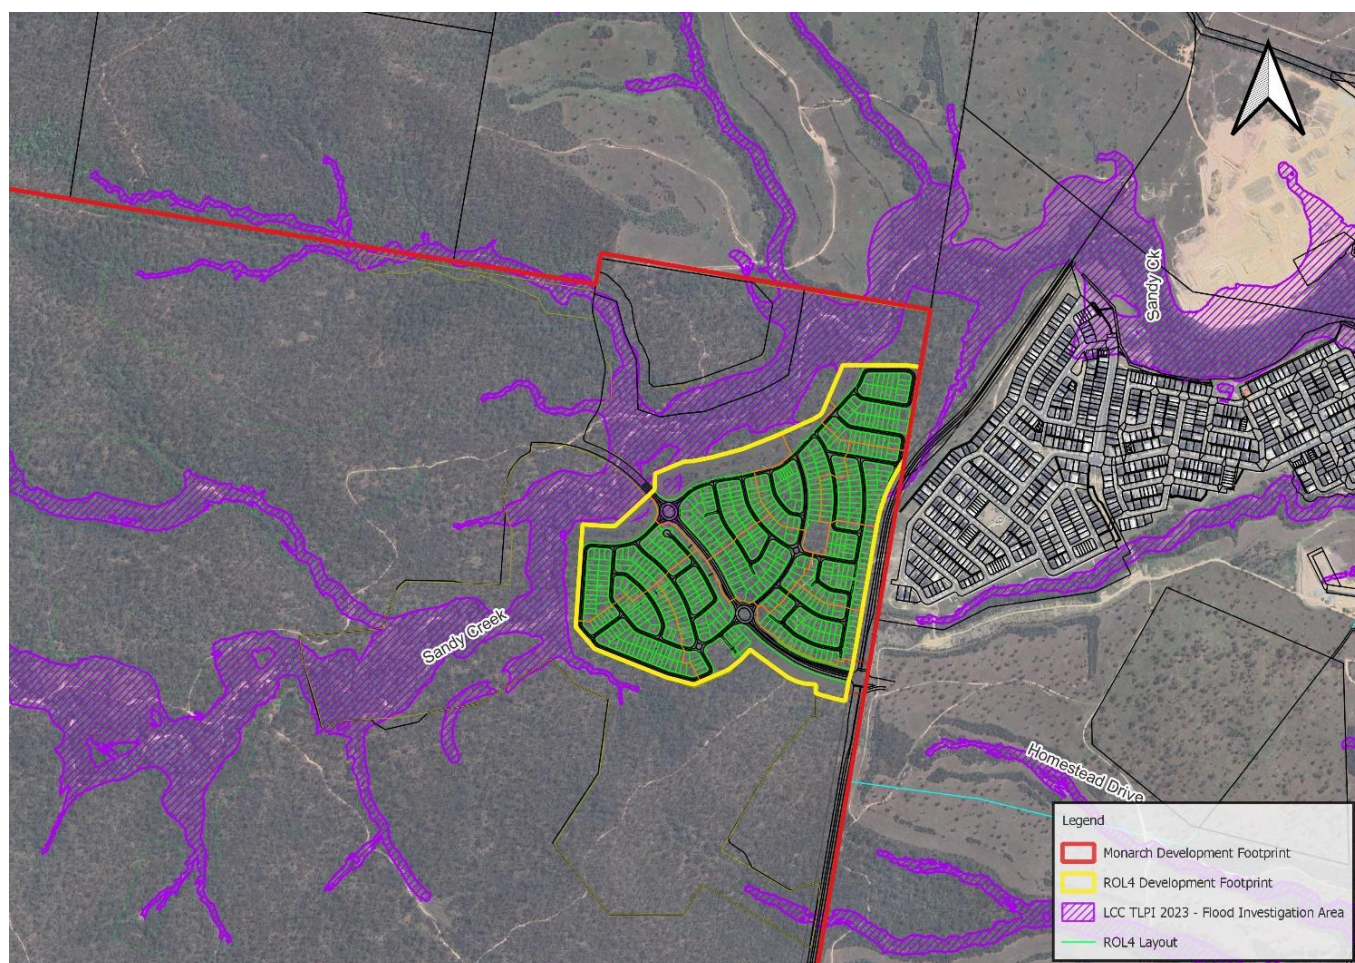 Sandy Ck
Sandy Creek
Homestead Drive
Legend
Monarch Development Footprint
ROL4 Development Footprint
LCC TLPI 2023 - Flood Investigation Area
ROL4 Layout